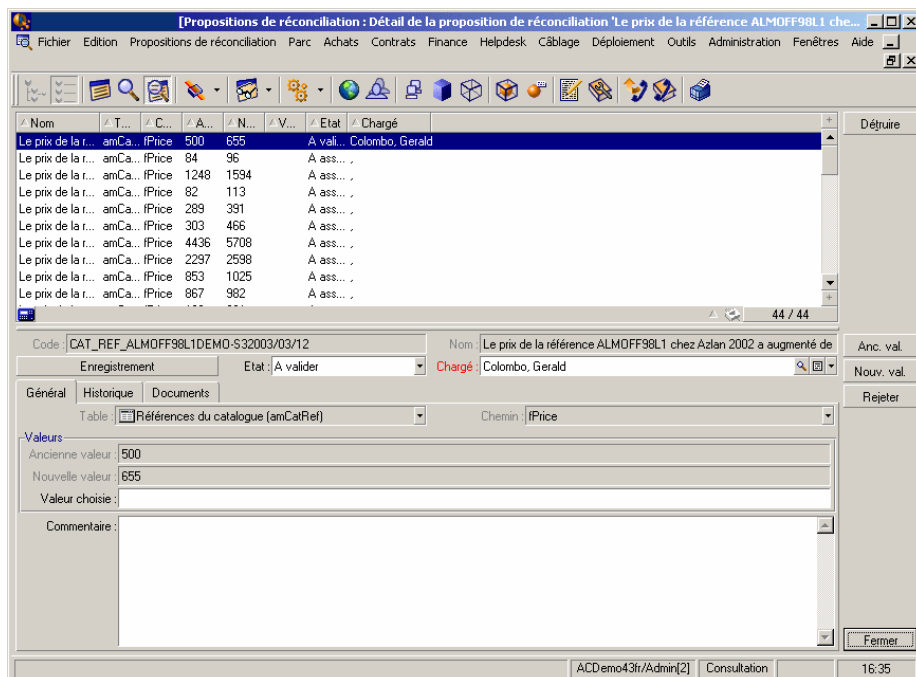 [Propositions de réconciliation : Détail de la proposition de réconciliation 'Le prix de la référence ALMOFF98L1 che...
Fichier Edition Propositions de réconciliation Parc Achats Contrats Finance Helpdesk Câblage Déploiement Outils Administration Fenêtres Aide
Nom T... C... A... N... V... Etat Chargé
Détruire
Le prix de la r... amCa... fPrice 500 655 A vali... Colombo, Gerald
Le prix de la r... amCa... fPrice 84 96 A ass... ,
Le prix de la r... amCa... fPrice 1248 1594 A ass... ,
Le prix de la r... amCa... fPrice 82 113 A ass... ,
Le prix de la r... amCa... fPrice 289 391 A ass... ,
Le prix de la r... amCa... fPrice 303 466 A ass... ,
Le prix de la r... amCa... fPrice 4436 5708 A ass... ,
Le prix de la r... amCa... fPrice 2297 2598 A ass... ,
Le prix de la r... amCa... fPrice 853 1025 A ass... ,
Le prix de la r... amCa... fPrice 867 982 A ass... ,
44 / 44
Code : CAT_REF_ALMOFF98L1DEMO-S32003/03/12 Nom : Le prix de la référence ALMOFF98L1 chez Azlan 2002 a augmenté de
Anc. val.
Enregistrement Etat : A valider Chargé : Colombo, Gerald
Nouv. val.
Général Historique Documents
Rejeter
Table : Références du catalogue (amCatRef) Chemin : fPrice
Valeurs
Ancienne valeur : 500
Nouvelle valeur : 655
Valeur choisie :
Commentaire :
Fermer
ACDemo43fr/Admin[2] Consultation 16:35